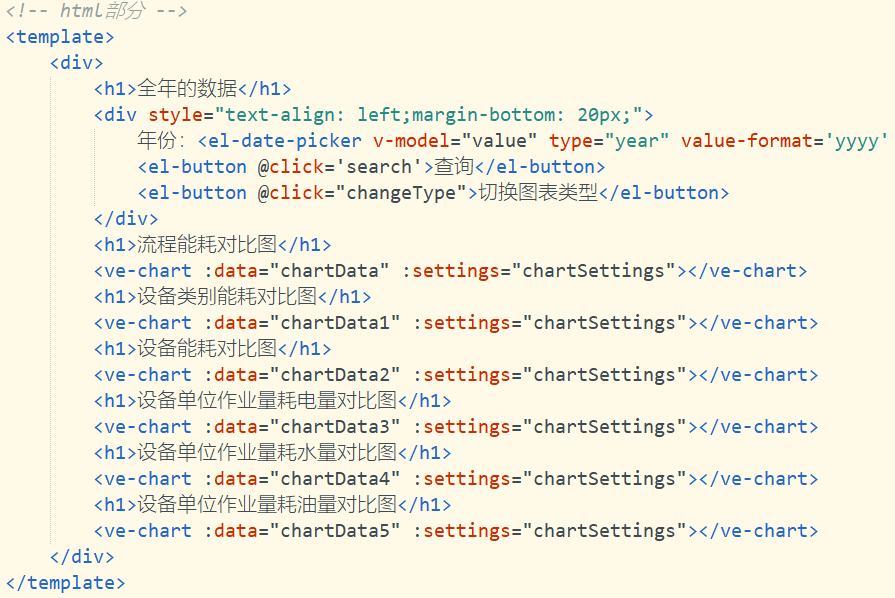 <!-- html部分 -->
<template>
<div>
<h1>全年的数据</h1>
<div style="text-align: left;margin-bottom: 20px;">
年份：<el-date-picker v-model="value" type="year" value-format='yyyy'
<el-button @click='search'>查询</el-button>
<el-button @click="changeType">切换图表类型</el-button>
</div>
<h1>流程能耗对比图</h1>
<ve-chart :data="chartData" :settings="chartSettings"></ve-chart>
<h1>设备类别能耗对比图</h1>
<ve-chart :data="chartData1" :settings="chartSettings"></ve-chart>
<h1>设备能耗对比图</h1>
<ve-chart :data="chartData2" :settings="chartSettings"></ve-chart>
<h1>设备单位作业量耗电量对比图</h1>
<ve-chart :data="chartData3" :settings="chartSettings"></ve-chart>
<h1>设备单位作业量耗水量对比图</h1>
<ve-chart :data="chartData4" :settings="chartSettings"></ve-chart>
<h1>设备单位作业量耗油量对比图</h1>
<ve-chart :data="chartData5" :settings="chartSettings"></ve-chart>
</div>
</template>